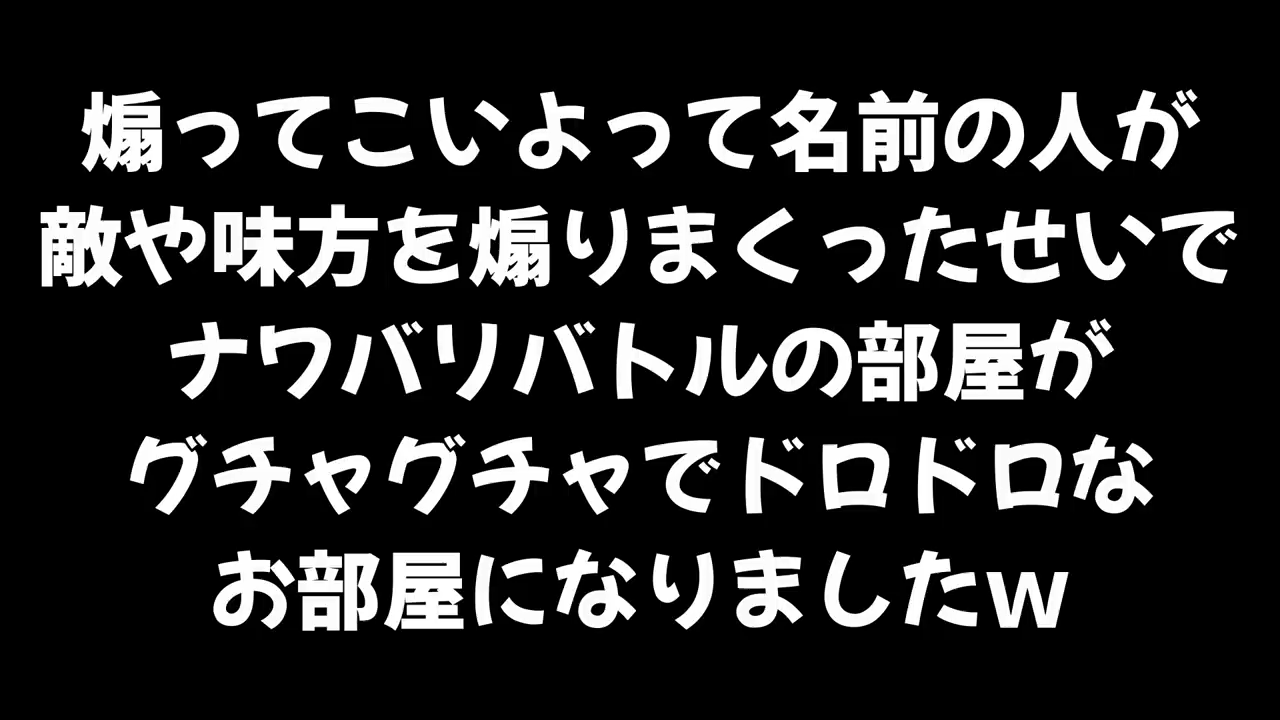 煽ってこいよって名前の人が
敵や味方を煽りまくったせいで
ナワバリバトルの部屋が
グチャグチャでドロドロな
お部屋になりましたw